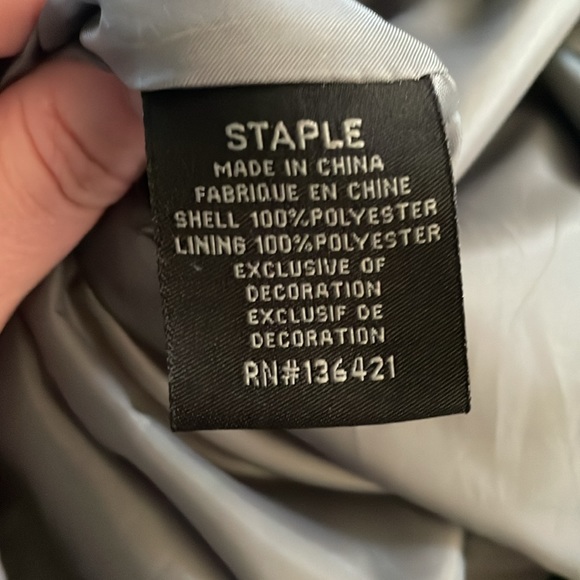 STAPLE
MADE IN CHINA
FABRIQUE EN CHINE
SHELL 100%POLYESTER
LINING 100%POLYESTER
EXCLUSIVE OF
DECORATION
EXCLUSIF DE
DECORATION
RN#136421